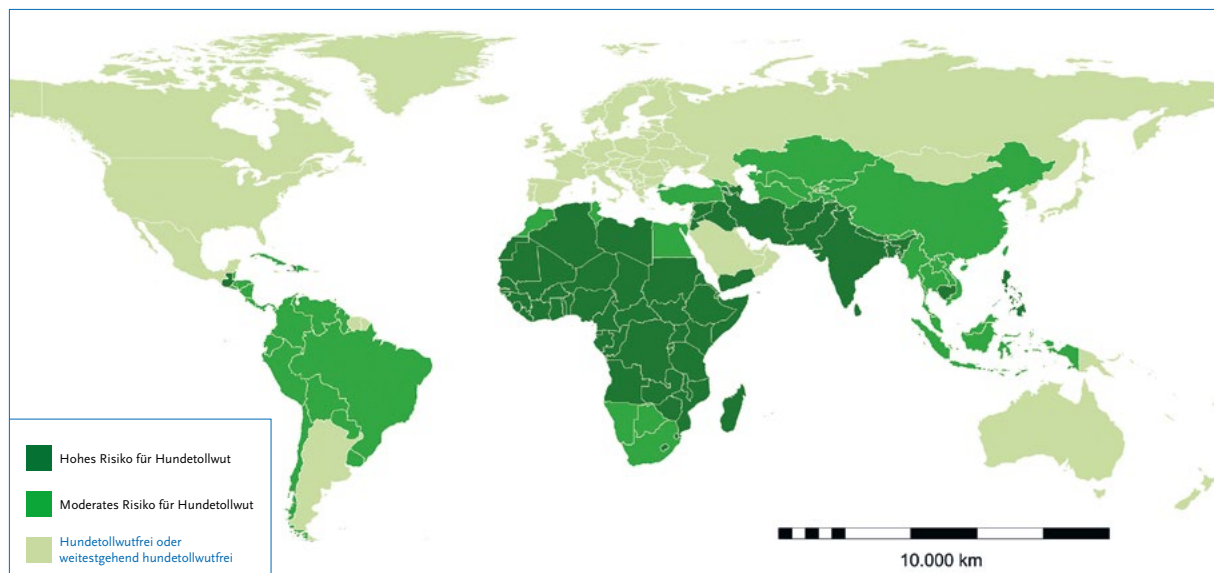 Hohes Risiko für Hundetollwut
Moderates Risiko für Hundetollwut
Hundetollwutfrei oder
weitestgehend hundetollwutfrei
10.000 km